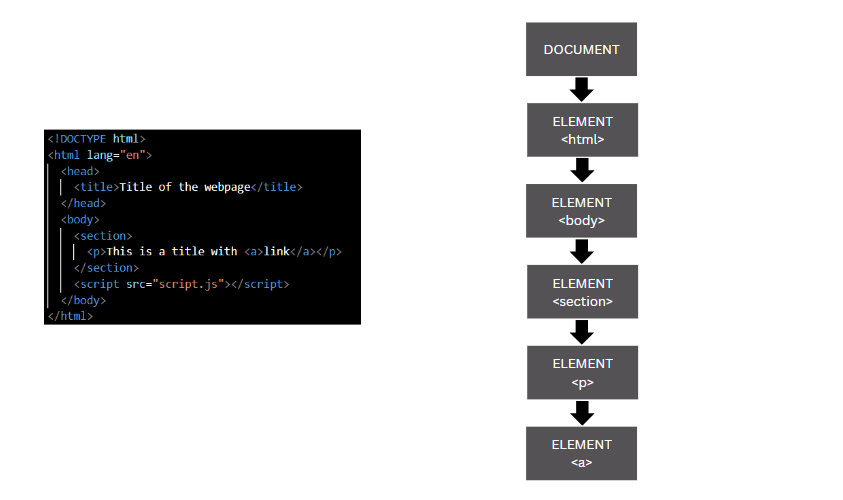 <!DOCTYPE html>
<html lang="en">
<head>
<title>Title of the webpage</title>
</head>
<body>
<section>
<p>This is a title with <a>link</a></p>
</section>
<script src="script.js"></script>
</body>
</html>
DOCUMENT
ELEMENT
<html>
ELEMENT
<body>
ELEMENT
<section>
ELEMENT
<p>
ELEMENT
<a>